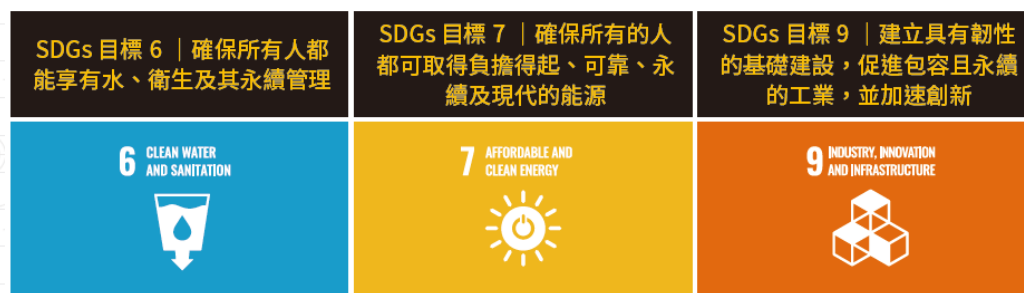 SDGs 目標 6 ｜確保所有人都
能享有水、衛生及其永續管理
SDGs 目標 7 ｜確保所有的人
都可取得負擔得起、可靠、永
續及現代的能源
SDGs 目標 9 ｜建立具有韌性
的基礎建設，促進包容且永續
的工業，並加速創新
6 CLEAN WATER
AND SANITATION
7 AFFORDABLE AND
CLEAN ENERGY
9 INDUSTRY, INNOVATION
AND INFRASTRUCTURE